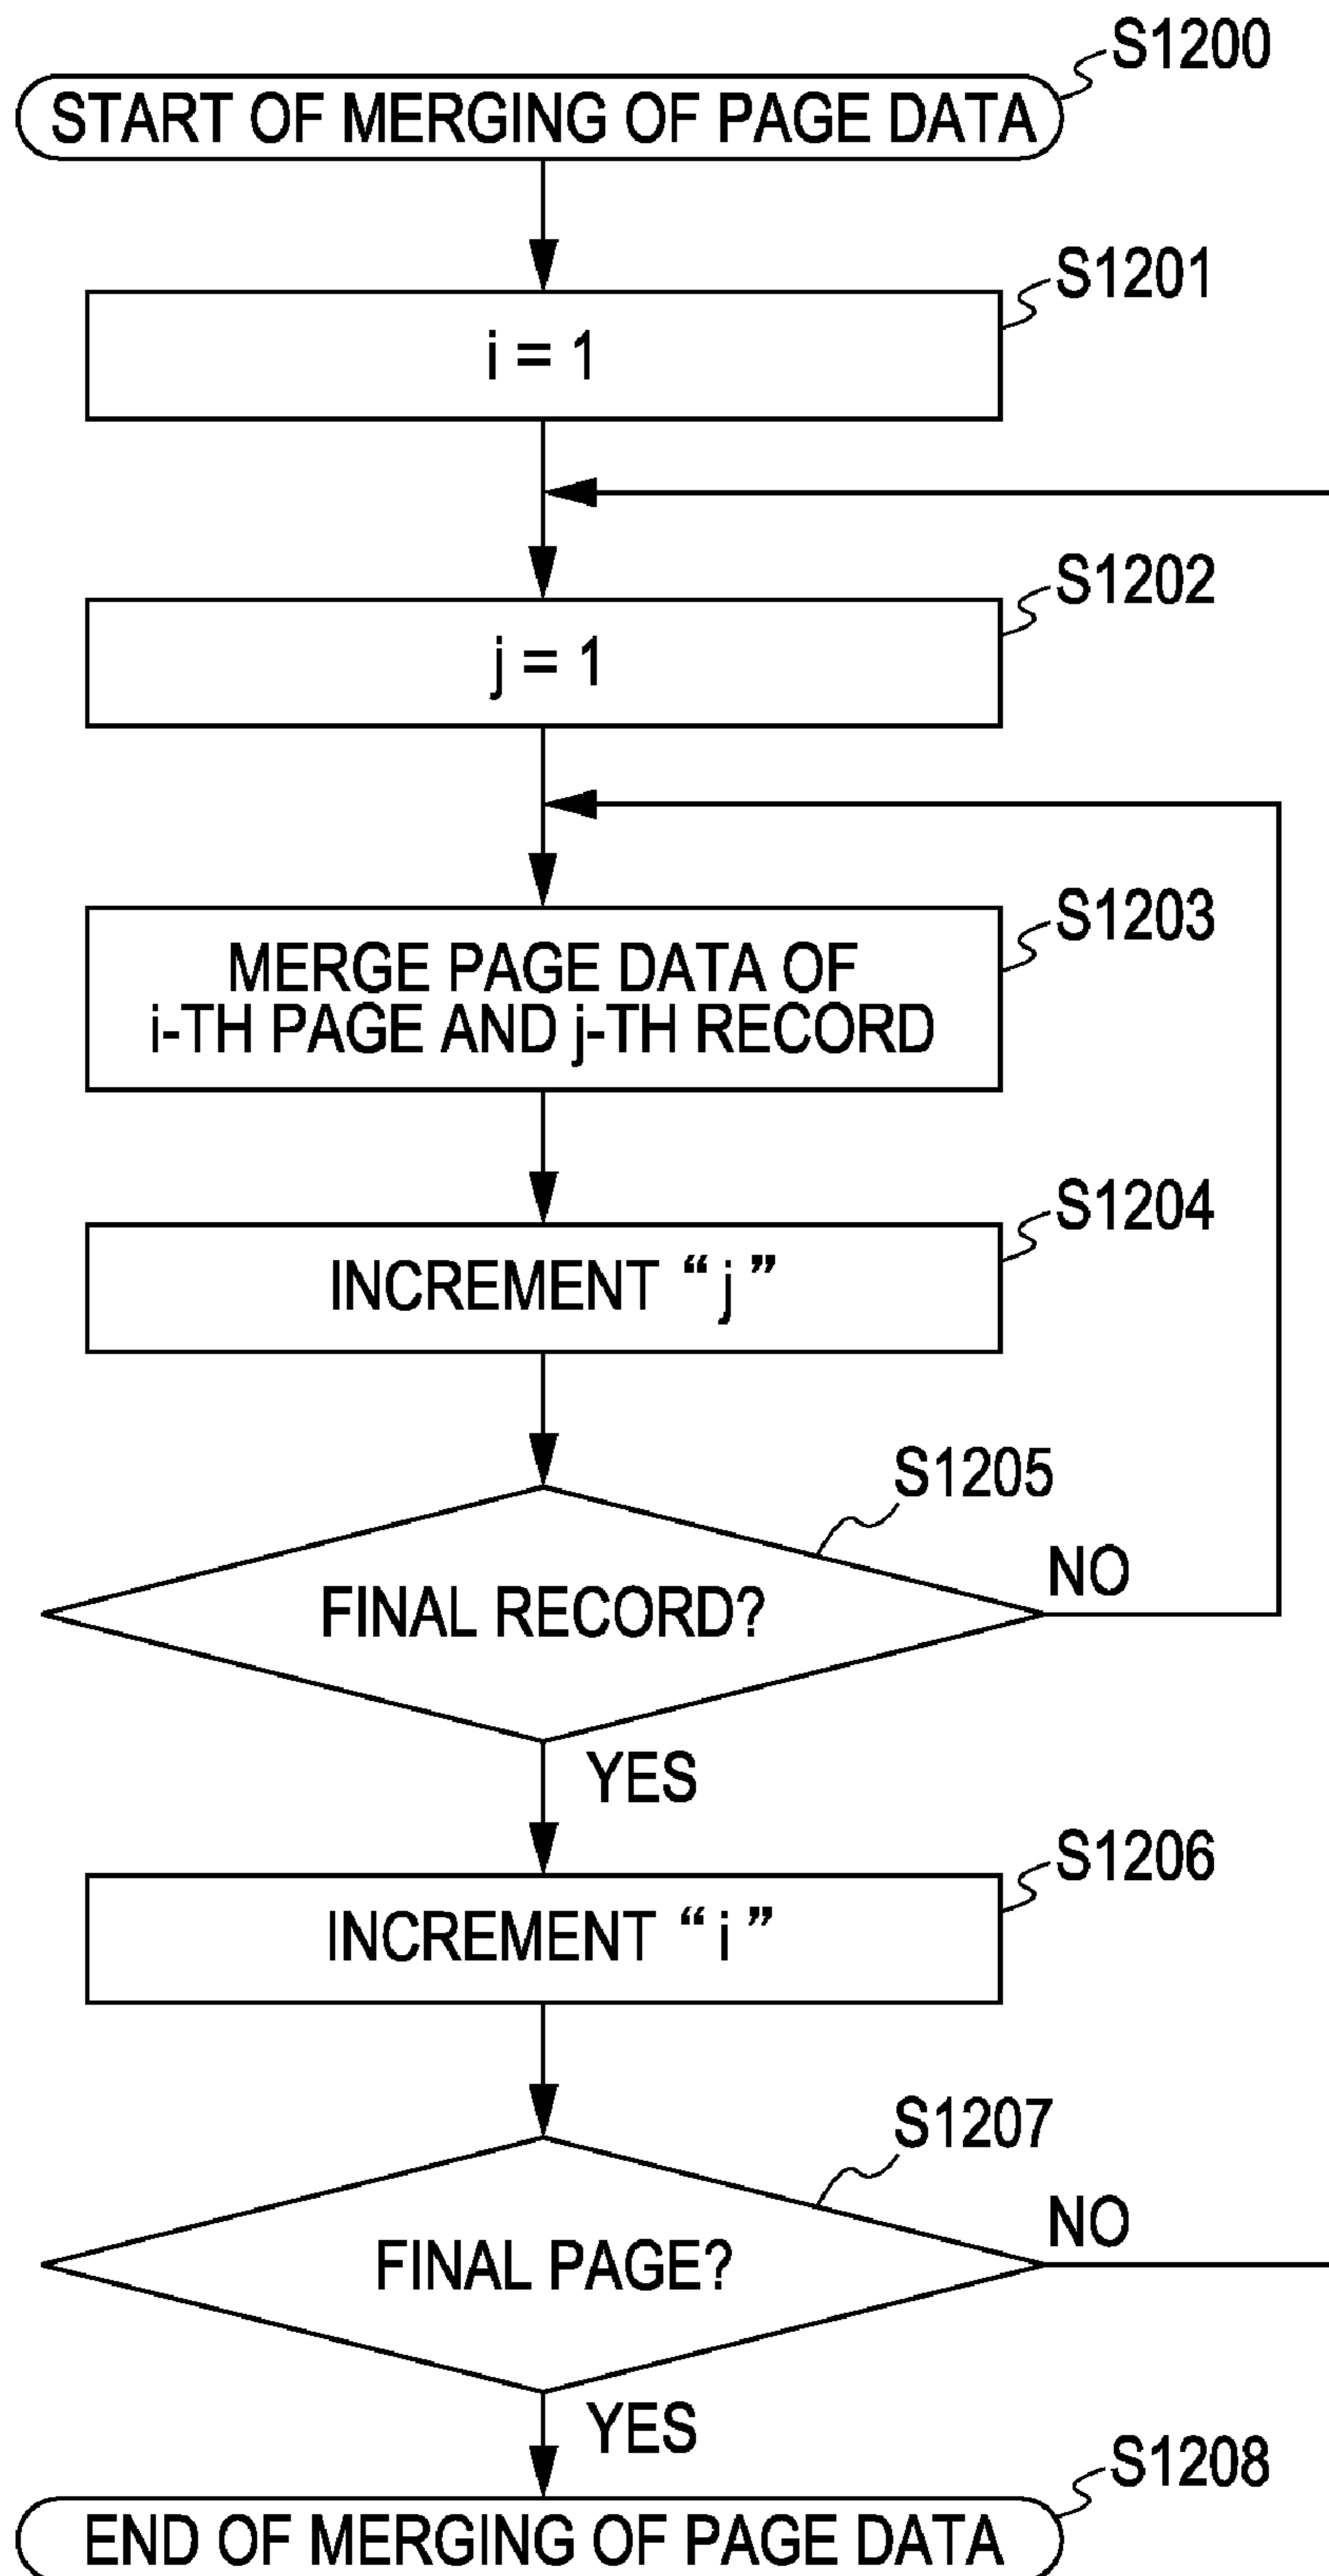 S1200
START OF MERGING OF PAGE DATA
S1201
i = 1
S1202
j = 1
S1203
MERGE PAGE DATA OF
i-TH PAGE AND j-TH RECORD
S1204
INCREMENT “ j ”
S1205
FINAL RECORD?
NO
YES
S1206
INCREMENT “ i ”
S1207
FINAL PAGE?
NO
YES
S1208
END OF MERGING OF PAGE DATA